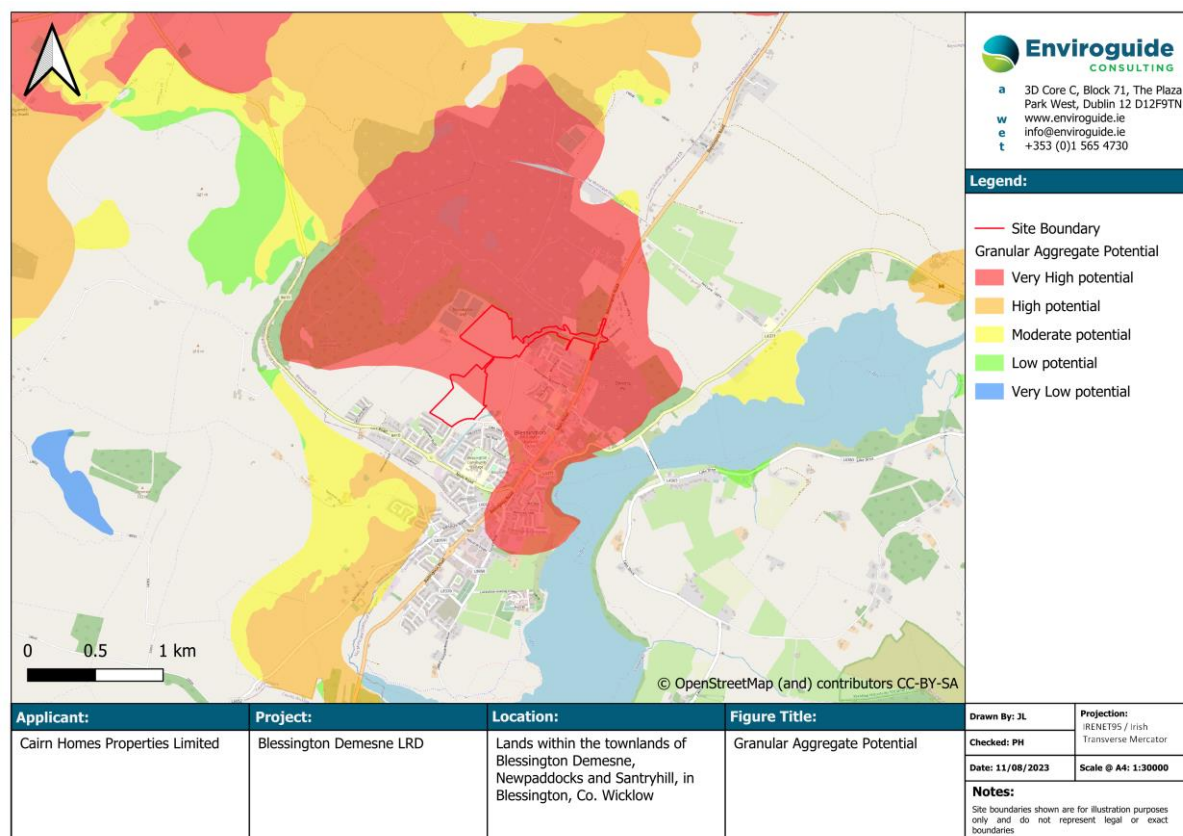 Enviroguide
CONSULTING
a 3D Core C, Block 71, The Plaza
Park West, Dublin 12 D12F9TN
w www.enviroguide.ie
e info@enviroguide.ie
t +353 (0)1 565 4730
Legend:
Site Boundary
Granular Aggregate Potential
Very High potential
High potential
Moderate potential
Low potential
Very Low potential
0 0.5 1 km
© OpenStreetMap (and) contributors CC-BY-SA
Applicant:
Cairn Homes Properties Limited
Project:
Blessington Demesne LRD
Location:
Lands within the townlands of
Blessington Demesne,
Newpaddocks and Santryhill, in
Blessington, Co. Wicklow
Figure Title:
Granular Aggregate Potential
Drawn By: JL
Checked: PH
Date: 11/08/2023
Projection:
IRENET95 / Irish
Transverse Mercator
Scale @ A4: 1:30000
Notes:
Site boundaries shown are for illustration purposes
only and do not represent legal or exact
boundaries